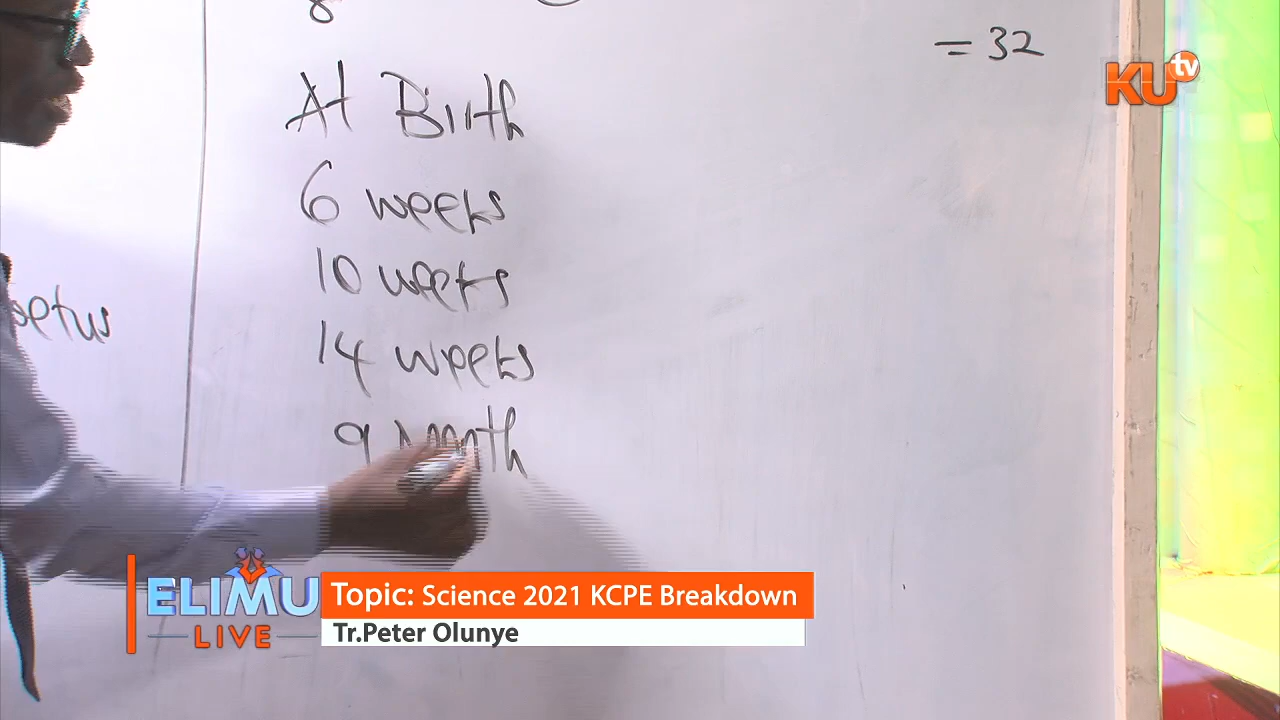 = 32
KU tv
At Birth
6 weeks
10 weeks
14 weeks
9 Month
ELIMU
LIVE
Topic: Science 2021 KCPE Breakdown
Tr.Peter Olunye